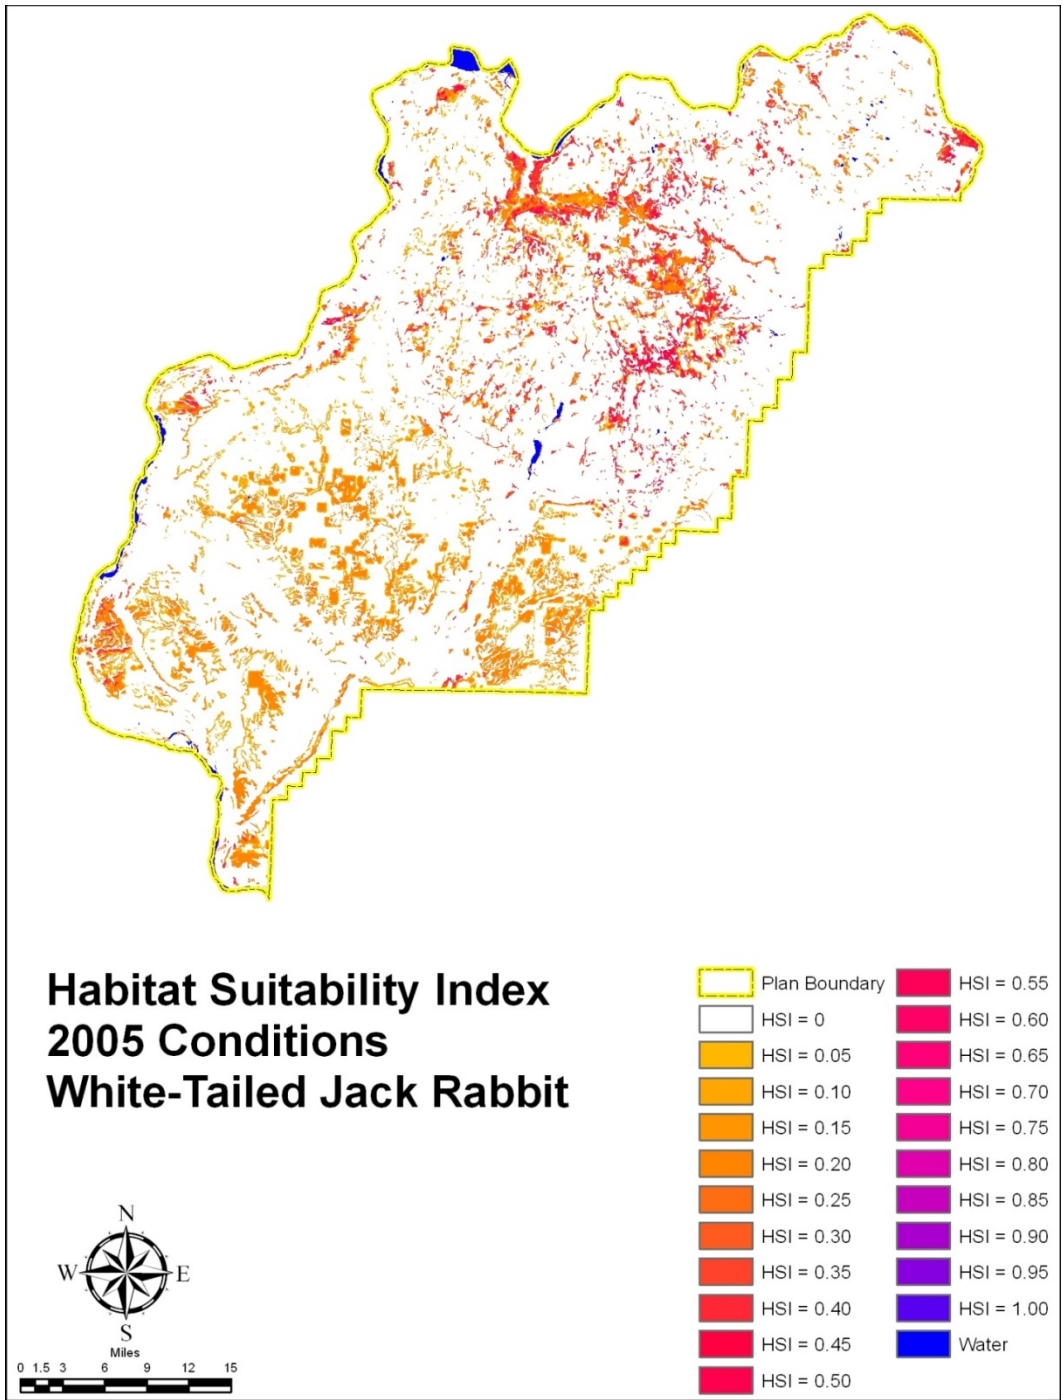 Habitat Suitability Index
2005 Conditions
White-Tailed Jack Rabbit
N
W E
S
Miles
0 1.5 3 6 9 12 15
Plan Boundary
HSI = 0
HSI = 0.05
HSI = 0.10
HSI = 0.15
HSI = 0.20
HSI = 0.25
HSI = 0.30
HSI = 0.35
HSI = 0.40
HSI = 0.45
HSI = 0.50
HSI = 0.55
HSI = 0.60
HSI = 0.65
HSI = 0.70
HSI = 0.75
HSI = 0.80
HSI = 0.85
HSI = 0.90
HSI = 0.95
HSI = 1.00
Water